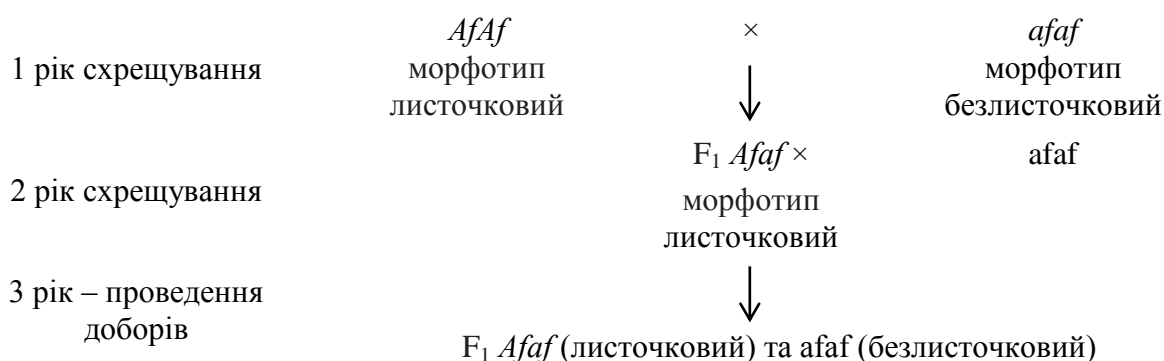 AfAf × afaf
1 рік схрещування морфотип листочковий морфотип безлисточковий
F₁ Afaf × afaf
2 рік схрещування морфотип листочковий
3 рік – проведення доборів
F₁ Afaf (листочковий) та afaf (безлисточковий)